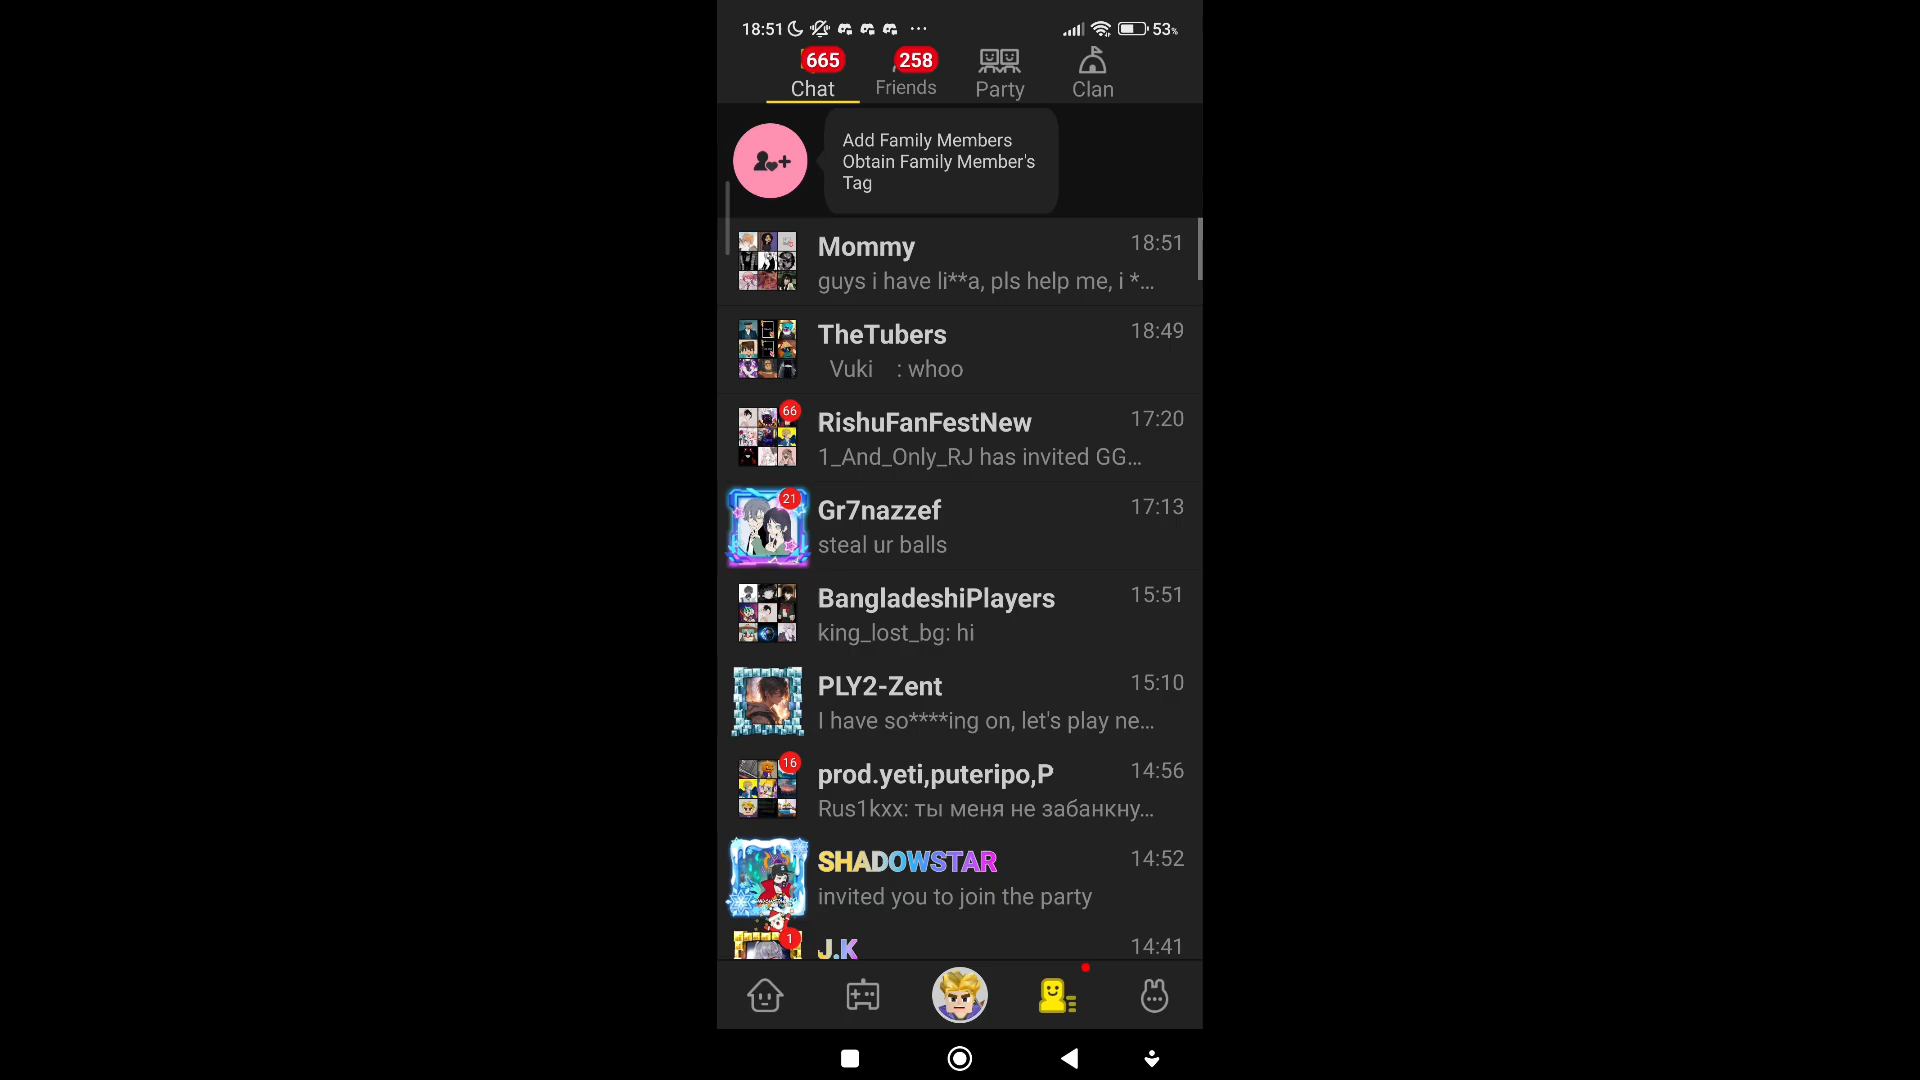 18:51 ... 53%
665 258
Chat Friends Party Clan
Add Family Members
Obtain Family Member's
Tag
Mommy 18:51
guys i have li**a, pls help me, i *...
TheTubers 18:49
Vuki : whoo
66
RishuFanFestNew 17:20
1_And_Only_RJ has invited GG...
21
Gr7nazzef 17:13
steal ur balls
BangladeshiPlayers 15:51
king_lost_bg: hi
PLY2-Zent 15:10
I have so****ing on, let's play ne...
16
prod.yeti,puteripo,P 14:56
Rus1kxx: ты меня не забанкну...
SHADOWSTAR 14:52
invited you to join the party
1
J.K 14:41